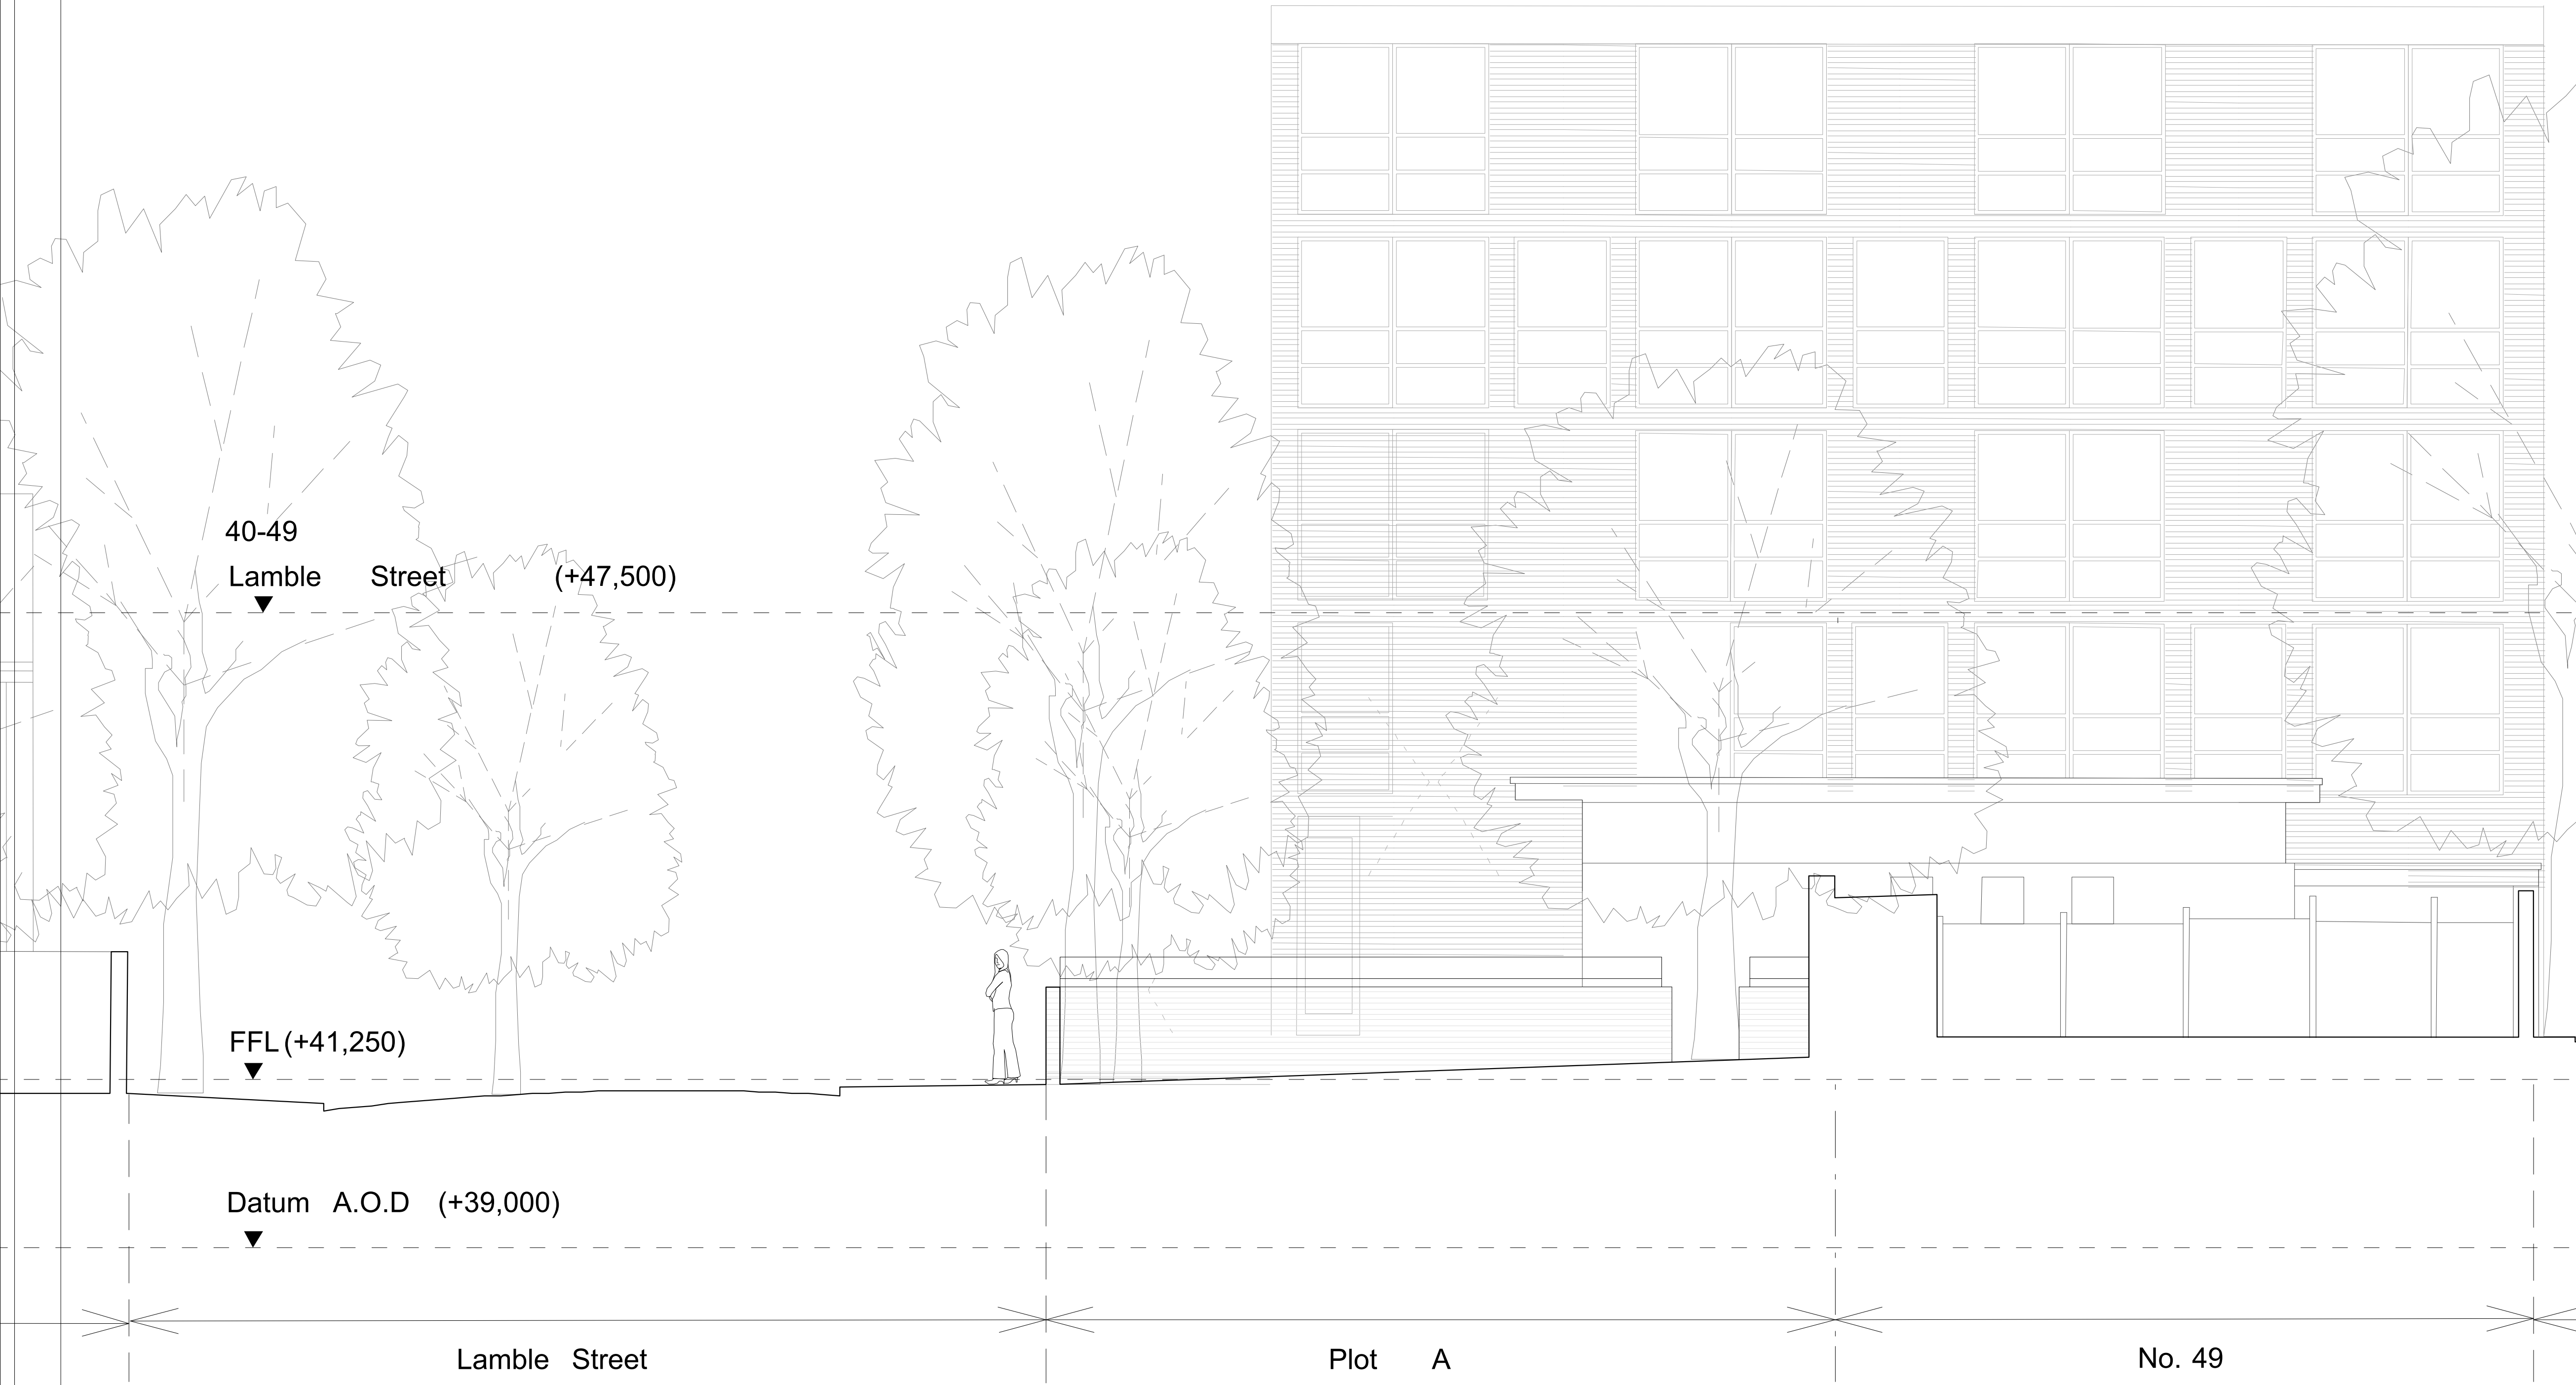 40-49
Lamble Street (+47,500)
FFL (+41,250)
Datum A.O.D (+39,000)
Lamble Street
Plot A
No. 49